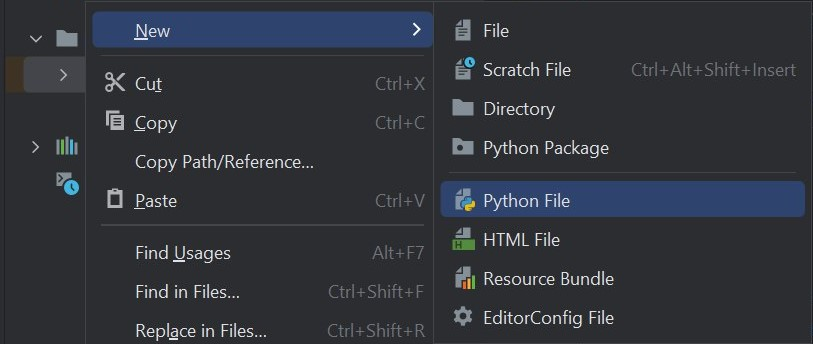 New
Cut Ctrl+X
Copy Ctrl+C
Copy Path/Reference...
Paste Ctrl+V
Find Usages Alt+F7
Find in Files... Ctrl+Shift+F
Replace in Files... Ctrl+Shift+R
File
Scratch File Ctrl+Alt+Shift+Insert
Directory
Python Package
Python File
HTML File
Resource Bundle
EditorConfig File